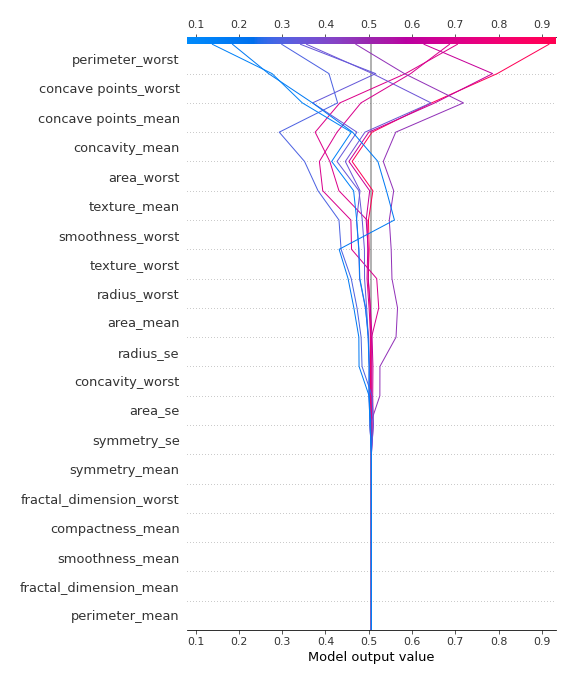 0.1 0.2 0.3 0.4 0.5 0.6 0.7 0.8 0.9
perimeter_worst
concave points_worst
concave points_mean
concavity_mean
area_worst
texture_mean
smoothness_worst
texture_worst
radius_worst
area_mean
radius_se
concavity_worst
area_se
symmetry_se
symmetry_mean
fractal_dimension_worst
compactness_mean
smoothness_mean
fractal_dimension_mean
perimeter_mean
0.1 0.2 0.3 0.4 0.5 0.6 0.7 0.8 0.9
Model output value